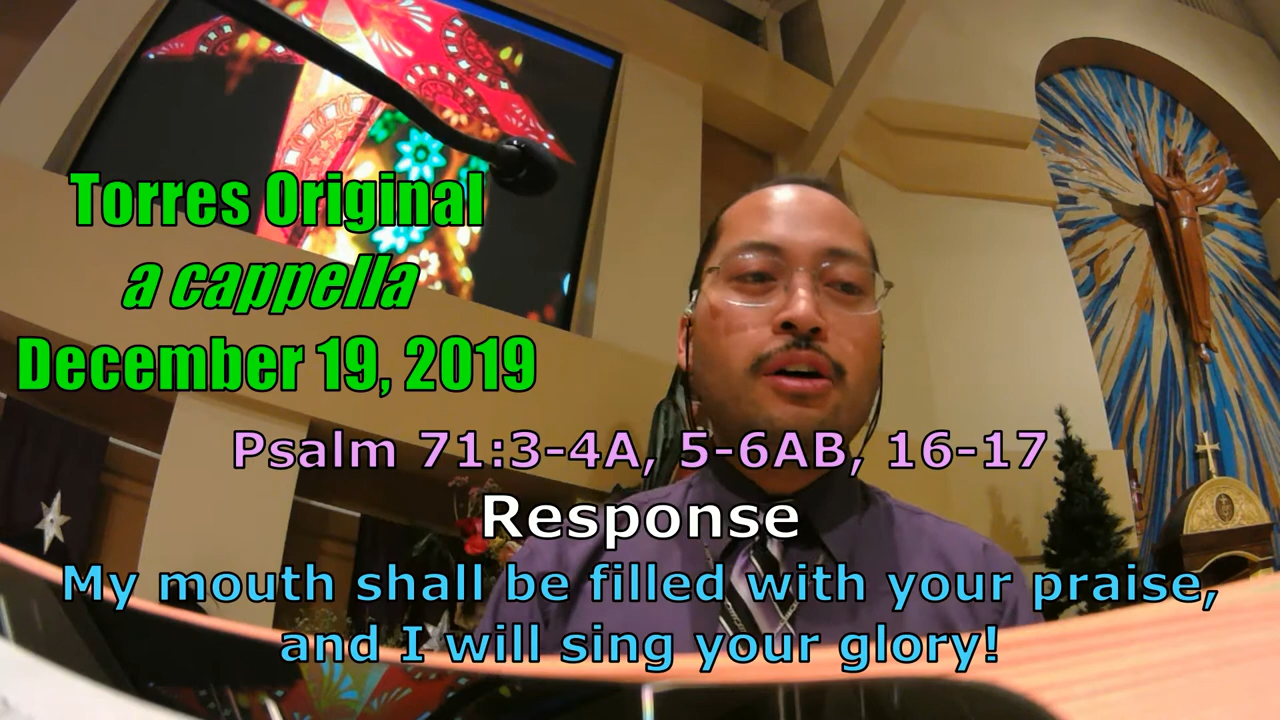 Torres Original
a cappella
December 19, 2019
Psalm 71:3-4A, 5-6AB, 16-17
Response
My mouth shall be filled with your praise,
and I will sing your glory!